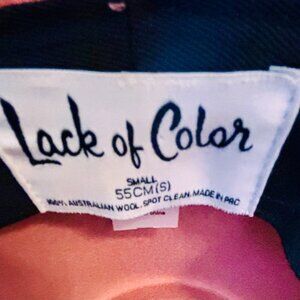 Lack of Color
SMALL
55CM(S)
100% AUSTRALIAN WOOL. SPOT CLEAN. MADE IN PRC